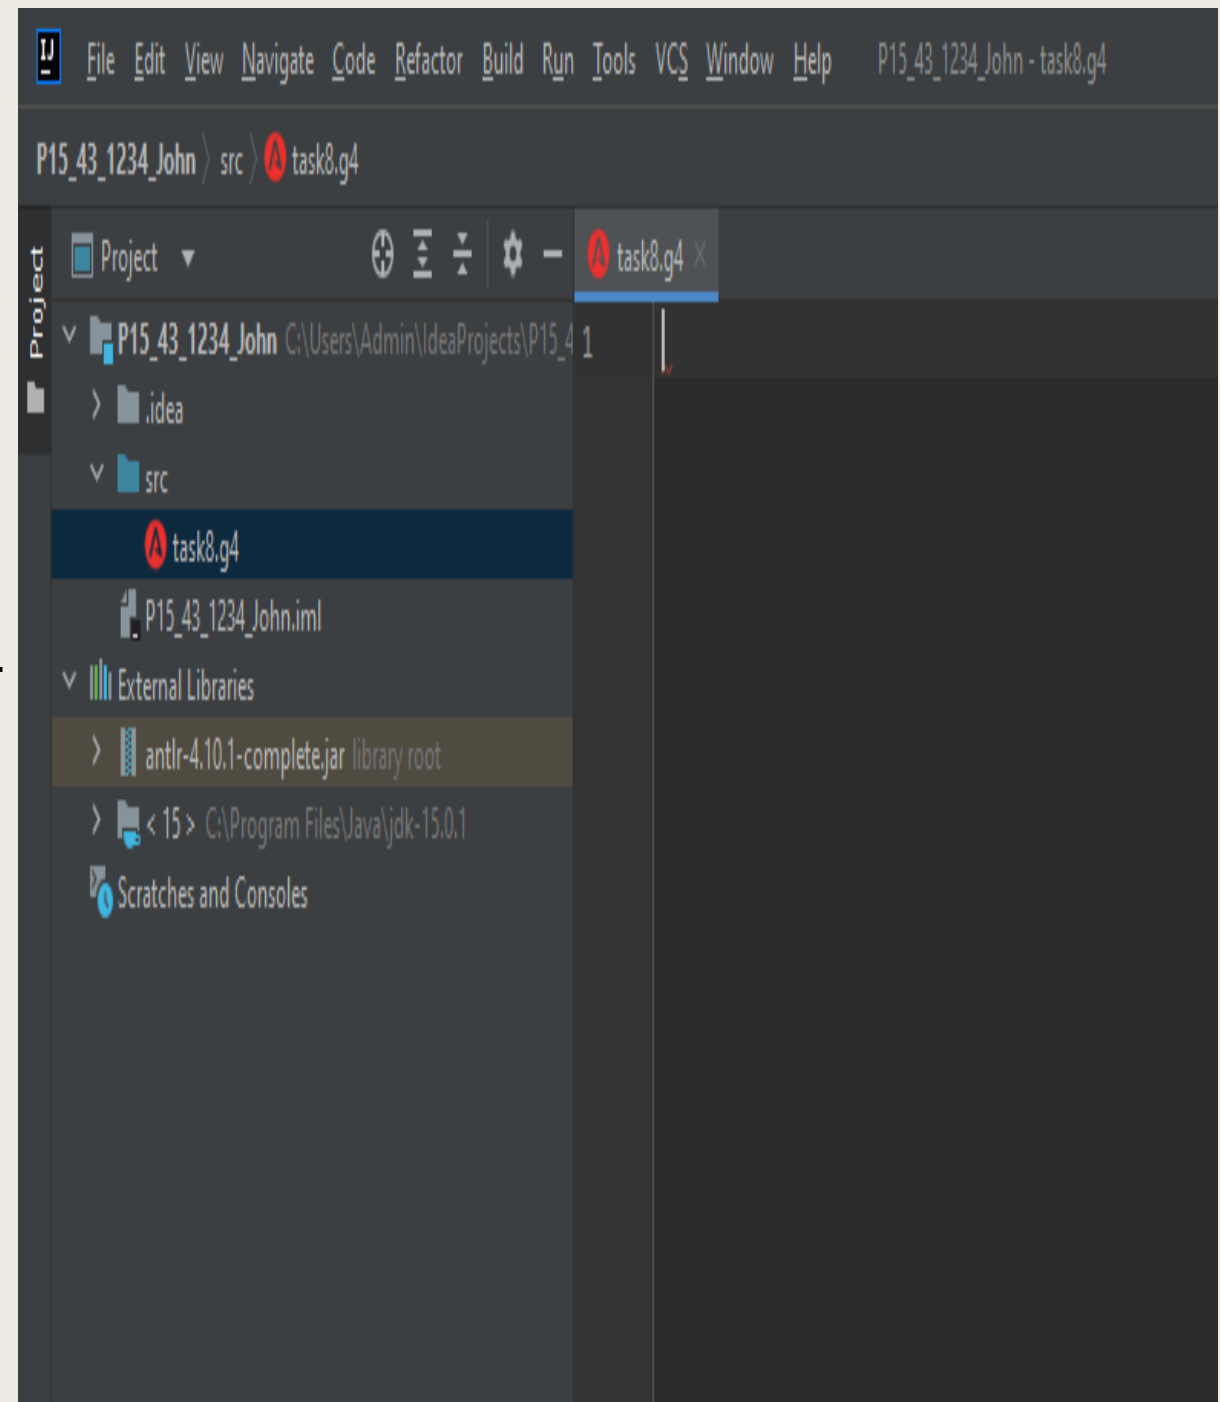 IJ File Edit View Navigate Code Refactor Build Run Tools VCS Window Help P15_43_1234_John - task8.g4
P15_43_1234_John src task8.g4
Project
Project
task8.g4
P15_43_1234_John C:\Users\Admin\IdeaProjects\P15_4
1
.idea
src
task8.g4
P15_43_1234_John.iml
External Libraries
antlr-4.10.1-complete.jar library root
< 15 > C:\Program Files\Java\jdk-15.0.1
Scratches and Consoles